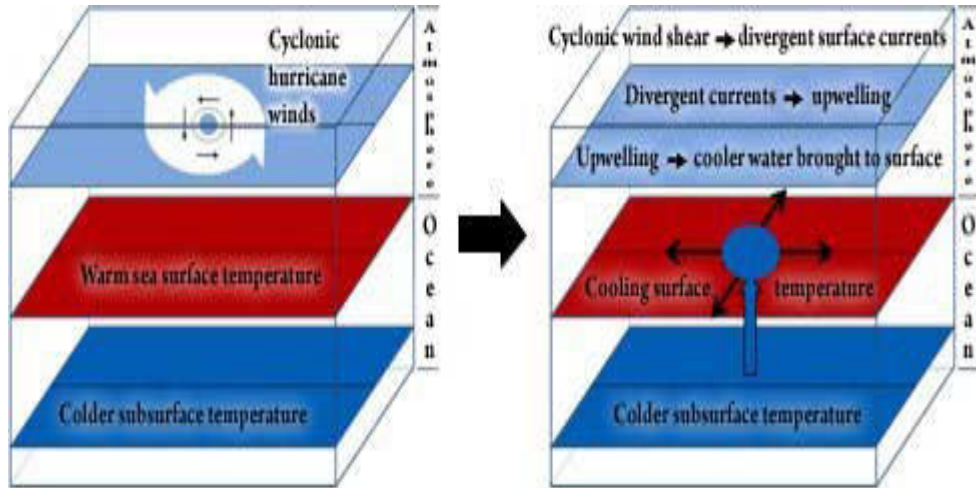 Cyclonic
hurricane
winds
Atmosphere
Warm sea surface temperature
Ocean
Colder subsurface temperature
Cyclonic wind shear → divergent surface currents
Divergent currents → upwelling
Upwelling → cooler water brought to surface
Atmosphere
Cooling surface temperature
Ocean
Colder subsurface temperature